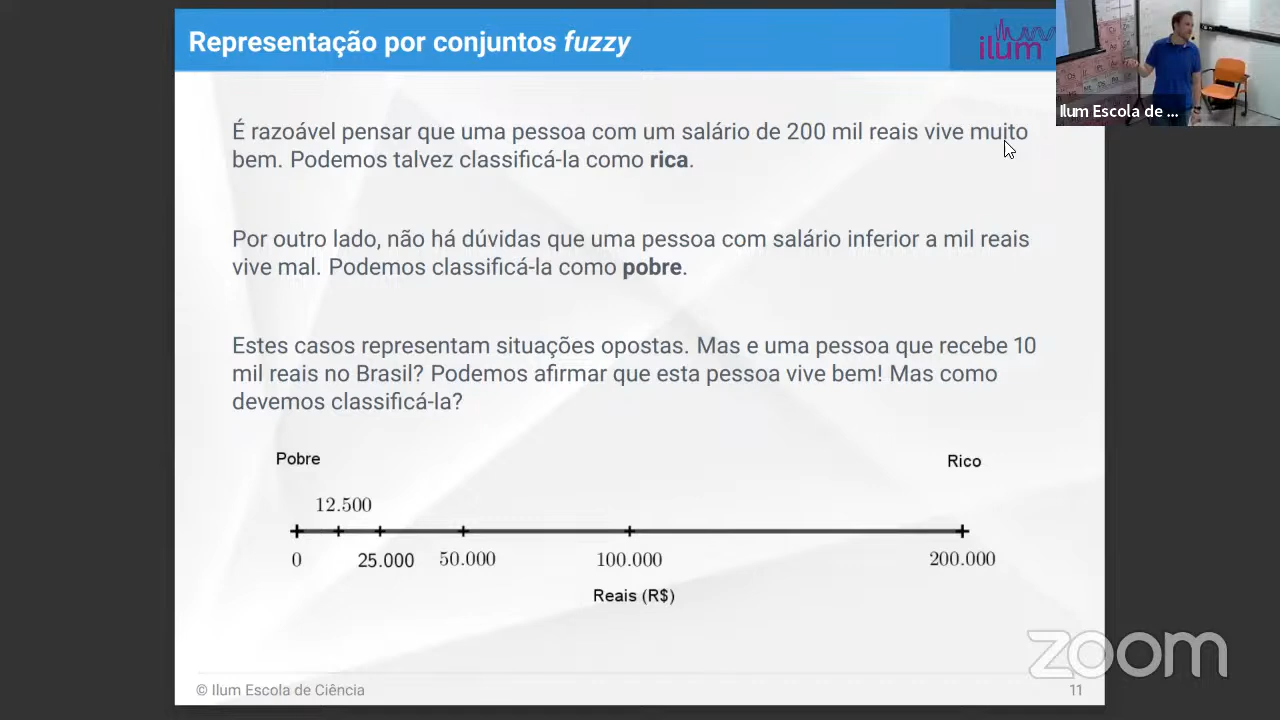 Representação por conjuntos fuzzy
ilum
Ilum Escola de ...
É razoável pensar que uma pessoa com um salário de 200 mil reais vive muito
bem. Podemos talvez classificá-la como rica.
Por outro lado, não há dúvidas que uma pessoa com salário inferior a mil reais
vive mal. Podemos classificá-la como pobre.
Estes casos representam situações opostas. Mas e uma pessoa que recebe 10
mil reais no Brasil? Podemos afirmar que esta pessoa vive bem! Mas como
devemos classificá-la?
Pobre
Rico
12.500
0 25.000 50.000 100.000 200.000
Reais (R$)
zoom
© Ilum Escola de Ciência
11